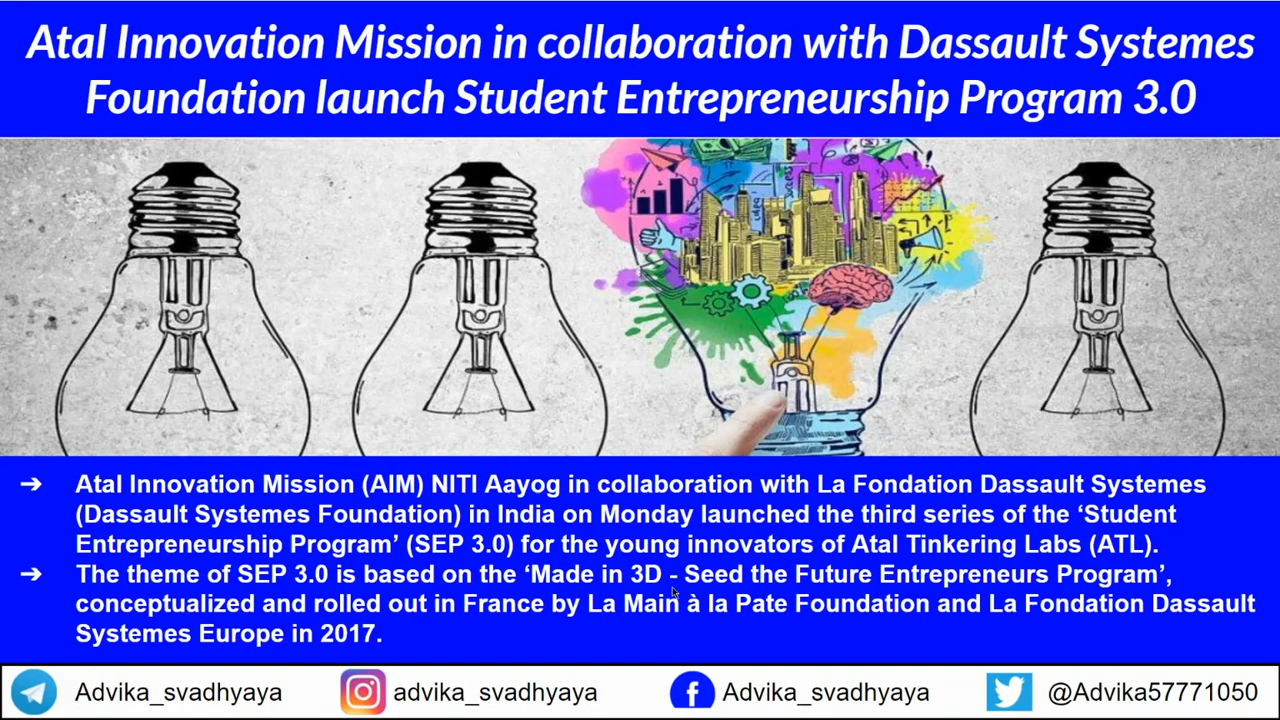 Atal Innovation Mission in collaboration with Dassault Systemes
Foundation launch Student Entrepreneurship Program 3.0
➔ Atal Innovation Mission (AIM) NITI Aayog in collaboration with La Fondation Dassault Systemes
(Dassault Systemes Foundation) in India on Monday launched the third series of the ‘Student
Entrepreneurship Program’ (SEP 3.0) for the young innovators of Atal Tinkering Labs (ATL).
➔ The theme of SEP 3.0 is based on the ‘Made in 3D - Seed the Future Entrepreneurs Program’,
conceptualized and rolled out in France by La Main à la Pate Foundation and La Fondation Dassault
Systemes Europe in 2017.
Advika_svadhyaya advika_svadhyaya Advika_svadhyaya @Advika57771050